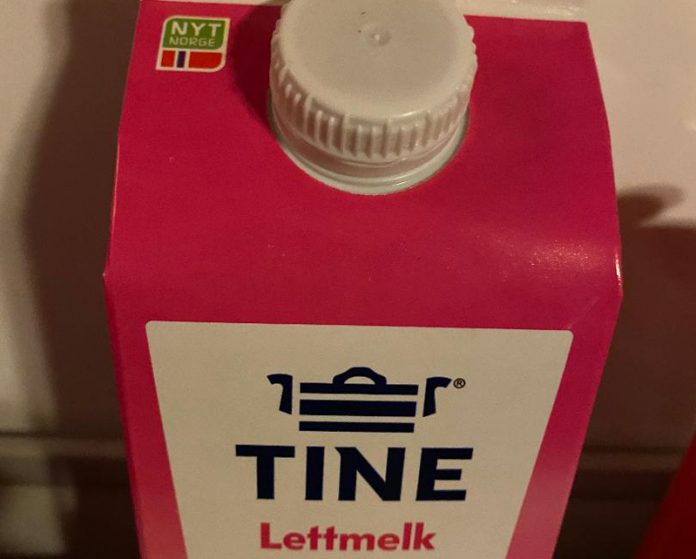 NYT
NORGE
®
TINE
Lettmelk